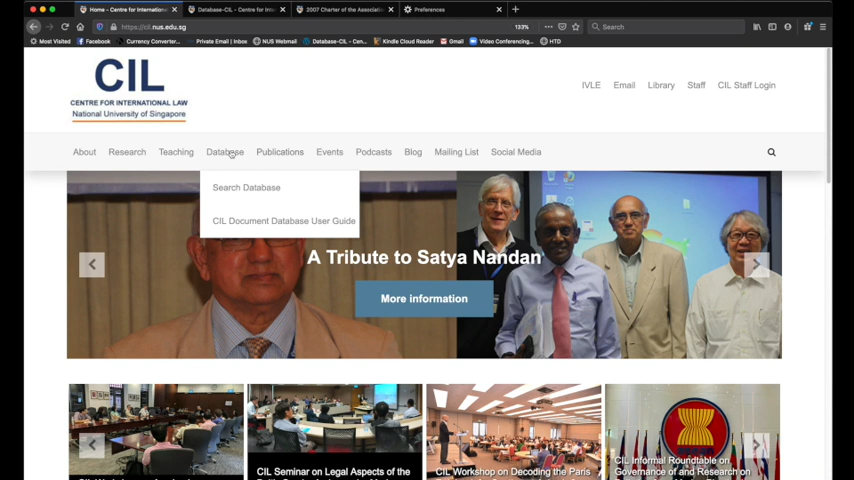 Home - Centre for Internationa
Database-CIL - Centre for Inte
2007 Charter of the Associati
Preferences
https://cil.nus.edu.sg
133%
Search
Most Visited
Facebook
Currency Converter...
Private Email | Inbox
NUS Webmail
Database-CIL - Cen...
Kindle Cloud Reader
Gmail
Video Conferencing...
HTD
CIL
CENTRE FOR INTERNATIONAL LAW
National University of Singapore
IVLE Email Library Staff CIL Staff Login
About Research Teaching Database Publications Events Podcasts Blog Mailing List Social Media
Search Database
CIL Document Database User Guide
A Tribute to Satya Nandan
More information
CIL Seminar on Legal Aspects of the
CIL Workshop on Decoding the Paris
CIL Informal Roundtable on
Governance of and Research on